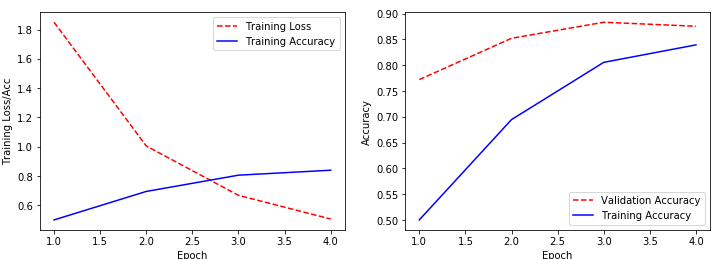 Training Loss
Training Accuracy
Training Loss/Acc
1.8
1.6
1.4
1.2
1.0
0.8
0.6
1.0 1.5 2.0 2.5 3.0 3.5 4.0
Epoch
Accuracy
0.90
0.85
0.80
0.75
0.70
0.65
0.60
0.55
0.50
Validation Accuracy
Training Accuracy
1.0 1.5 2.0 2.5 3.0 3.5 4.0
Epoch